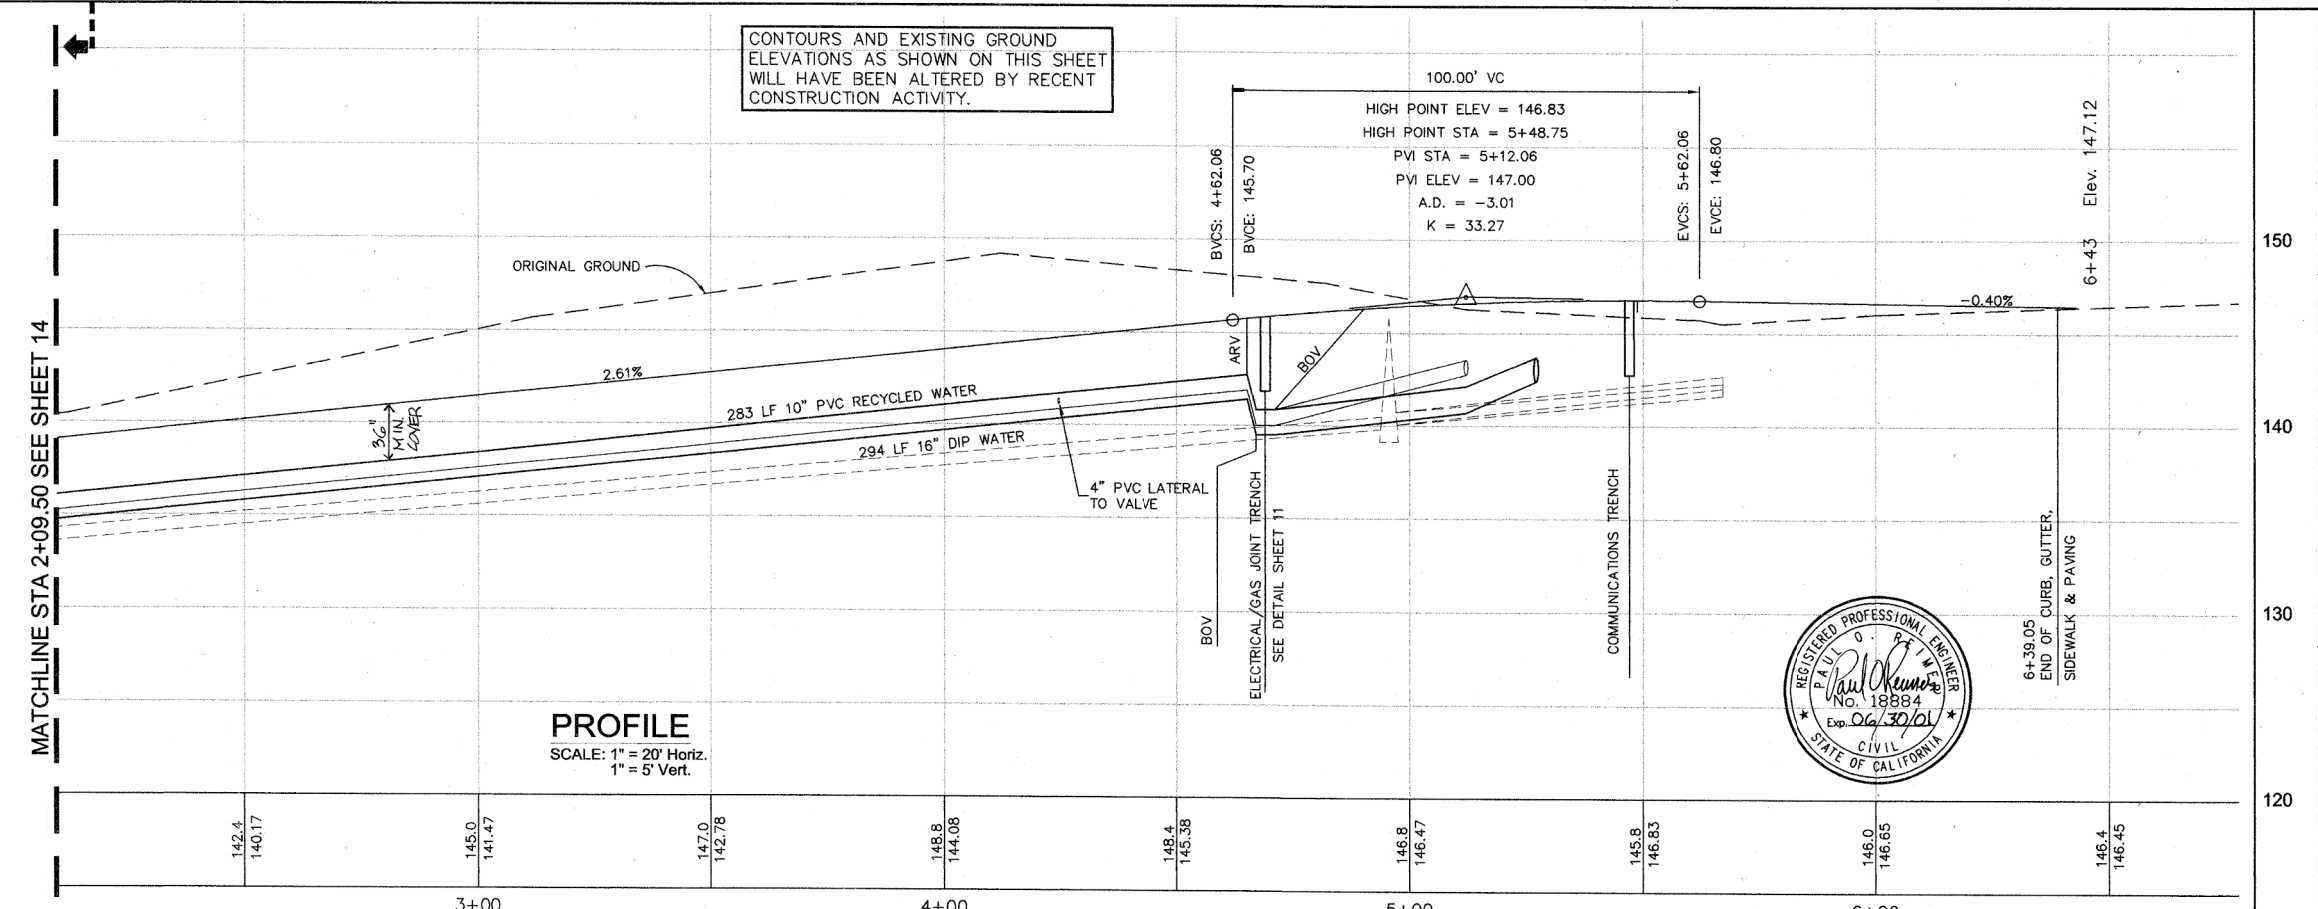 CONTOURS AND EXISTING GROUND
ELEVATIONS AS SHOWN ON THIS SHEET
WILL HAVE BEEN ALTERED BY RECENT
CONSTRUCTION ACTIVITY.
100.00' VC
HIGH POINT ELEV = 146.83
HIGH POINT STA = 5+48.75
PVI STA = 5+12.06
PVI ELEV = 147.00
A.D. = -3.01
K = 33.27
BVCS: 4+62.06
BVCE: 145.70
EVCS: 5+62.06
EVCE: 146.80
6+43 Elev. 147.12
150
140
130
120
MATCHLINE STA 2+09.50 SEE SHEET 14
ORIGINAL GROUND
2.61%
-0.40%
36"
MIN.
COVER
283 LF 10" PVC RECYCLED WATER
294 LF 16" DIP WATER
4" PVC LATERAL
TO VALVE
ARV
BOV
BOV
ELECTRICAL/GAS JOINT TRENCH
SEE DETAIL SHEET 11
COMMUNICATIONS TRENCH
6+39.05
END OF CURB, GUTTER,
SIDEWALK & PAVING
REGISTERED PROFESSIONAL ENGINEER
PAUL O. REIMER
No. 18884
Exp. 06/30/01
CIVIL
STATE OF CALIFORNIA
PROFILE
SCALE: 1" = 20' Horiz.
1" = 5' Vert.
142.4
140.17
145.0
141.47
147.0
142.78
148.8
144.08
148.4
145.38
146.8
146.47
145.8
146.83
146.0
146.65
146.4
146.45
3+00
4+00
5+00